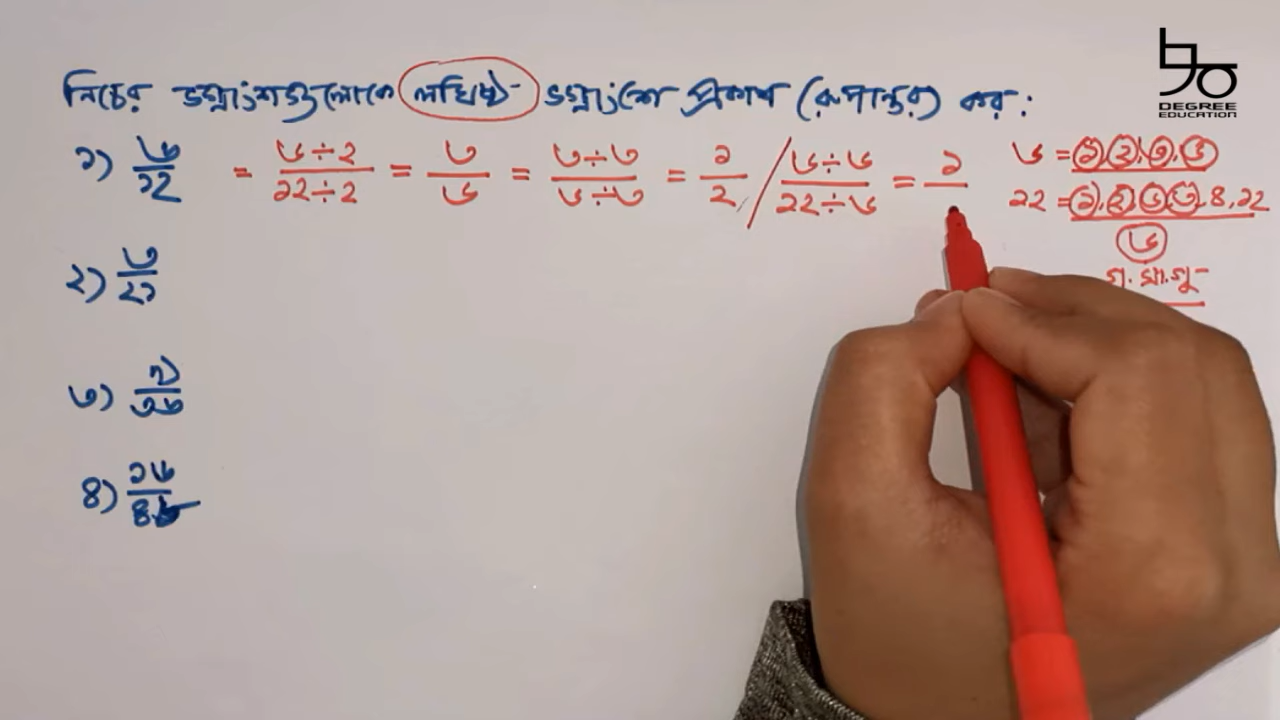 নিচের ভগ্নাংশগুলোকে লঘিষ্ঠ ভগ্নাংশে প্রকাশ (রূপান্তর) কর:
১) ৬/১২ = ৬÷২/১২÷২ = ৩/৬ = ৩÷৩/৬÷৩ = ১/২ / ৬÷৬/১২÷৬ = ১/
৬ = ১, ২, ৩, ৬
১২ = ১, ২, ৬, ৩, ৪, ১২
৬
গ. সা. গু
২) ৩/২১
৩) ৯/৩৬
৪) ১৬/৪৮
DEGREE
EDUCATION